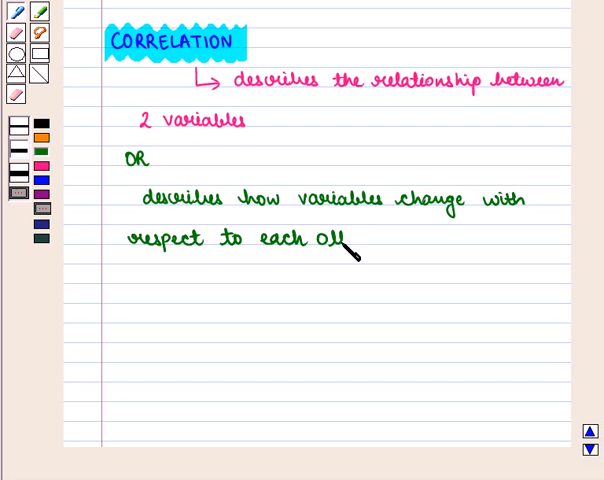 CORRELATION
describes the relationship between
2 variables
OR
describes how variables change with
respect to each